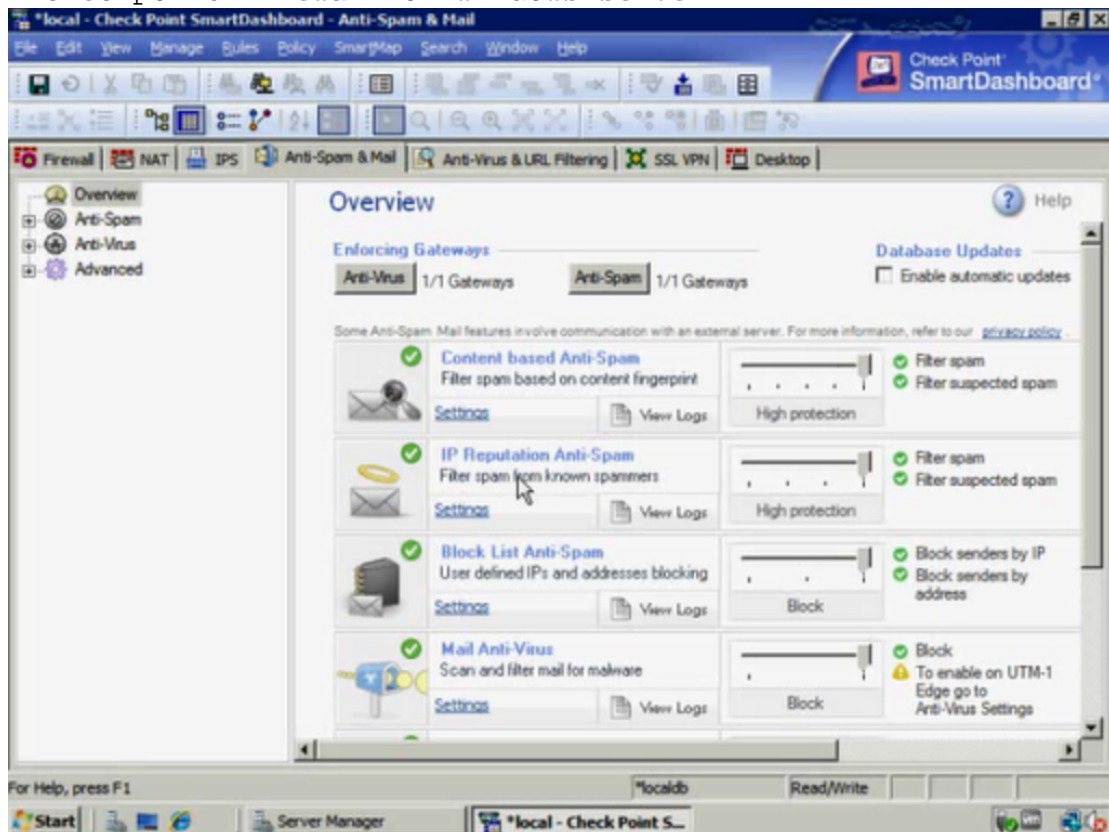 *local - Check Point SmartDashboard - Anti-Spam & Mail
File Edit View Manage Rules Policy SmartMap Search Window Help
Check Point
SmartDashboard
Firewall NAT IPS Anti-Spam & Mail Anti-Virus & URL Filtering SSL VPN Desktop
Overview
Anti-Spam
Anti-Virus
Advanced
Overview
Help
Enforcing Gateways
Database Updates
Anti-Virus 1/1 Gateways Anti-Spam 1/1 Gateways
Enable automatic updates
Some Anti-Spam Mail features involve communication with an external server. For more information, refer to our privacy policy .
Content based Anti-Spam
Filter spam based on content fingerprint
Settings View Logs
High protection
Filter spam
Filter suspected spam
IP Reputation Anti-Spam
Filter spam from known spammers
Settings View Logs
High protection
Filter spam
Filter suspected spam
Block List Anti-Spam
User defined IPs and addresses blocking
Settings View Logs
Block
Block senders by IP
Block senders by
address
Mail Anti-Virus
Scan and filter mail for malware
Settings View Logs
Block
Block
To enable on UTM-1
Edge go to
Anti-Virus Settings
For Help, press F1
*localdb
Read/Write
Start
Server Manager
*local - Check Point S...